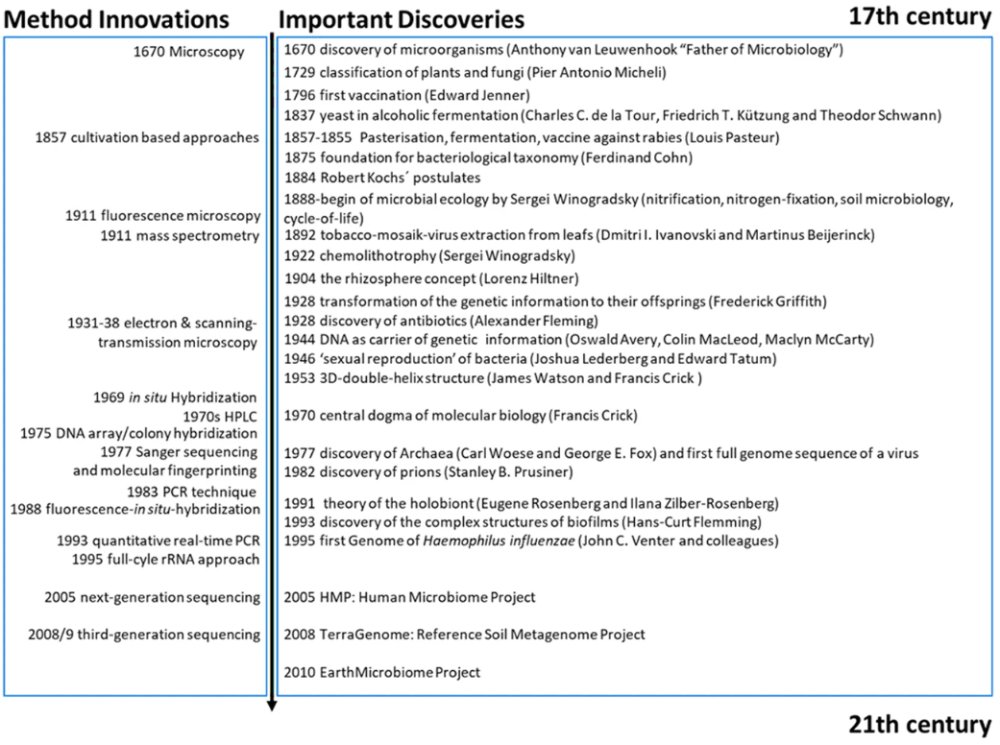 Method Innovations
Important Discoveries
17th century
1670 Microscopy
1857 cultivation based approaches
1911 fluorescence microscopy
1911 mass spectrometry
1931-38 electron & scanning-
transmission microscopy
1969 in situ Hybridization
1970s HPLC
1975 DNA array/colony hybridization
1977 Sanger sequencing
and molecular fingerprinting
1983 PCR technique
1988 fluorescence-in situ-hybridization
1993 quantitative real-time PCR
1995 full-cyle rRNA approach
2005 next-generation sequencing
2008/9 third-generation sequencing
1670 discovery of microorganisms (Anthony van Leuwenhook “Father of Microbiology”)
1729 classification of plants and fungi (Pier Antonio Micheli)
1796 first vaccination (Edward Jenner)
1837 yeast in alcoholic fermentation (Charles C. de la Tour, Friedrich T. Kützung and Theodor Schwann)
1857-1855 Pasterisation, fermentation, vaccine against rabies (Louis Pasteur)
1875 foundation for bacteriological taxonomy (Ferdinand Cohn)
1884 Robert Kochs´ postulates
1888-begin of microbial ecology by Sergei Winogradsky (nitrification, nitrogen-fixation, soil microbiology,
cycle-of-life)
1892 tobacco-mosaik-virus extraction from leafs (Dmitri I. Ivanovski and Martinus Beijerinck)
1922 chemolithotrophy (Sergei Winogradsky)
1904 the rhizosphere concept (Lorenz Hiltner)
1928 transformation of the genetic information to their offsprings (Frederick Griffith)
1928 discovery of antibiotics (Alexander Fleming)
1944 DNA as carrier of genetic information (Oswald Avery, Colin MacLeod, Maclyn McCarty)
1946 ‘sexual reproduction’ of bacteria (Joshua Lederberg and Edward Tatum)
1953 3D-double-helix structure (James Watson and Francis Crick )
1970 central dogma of molecular biology (Francis Crick)
1977 discovery of Archaea (Carl Woese and George E. Fox) and first full genome sequence of a virus
1982 discovery of prions (Stanley B. Prusiner)
1991 theory of the holobiont (Eugene Rosenberg and Ilana Zilber-Rosenberg)
1993 discovery of the complex structures of biofilms (Hans-Curt Flemming)
1995 first Genome of Haemophilus influenzae (John C. Venter and colleagues)
2005 HMP: Human Microbiome Project
2008 TerraGenome: Reference Soil Metagenome Project
2010 EarthMicrobiome Project
21th century